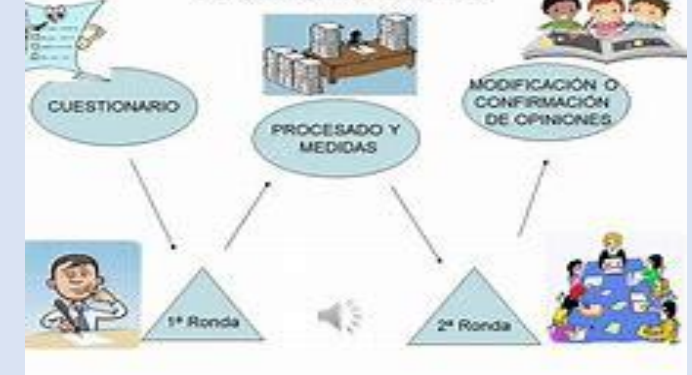 CUESTIONARIO
PROCESADO Y
MEDIDAS
MODIFICACIÓN O
CONFIRMACIÓN
DE OPINIONES
1ª Ronda
2ª Ronda